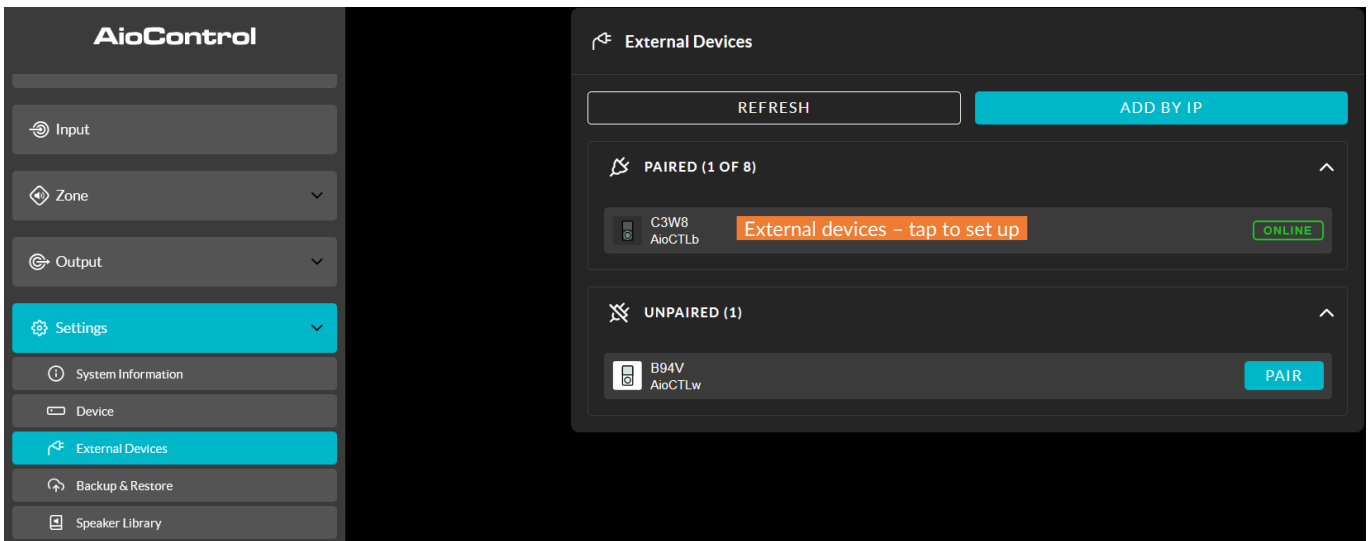 AioControl
Input
Zone
Output
Settings
System Information
Device
External Devices
Backup & Restore
Speaker Library
External Devices
REFRESH
ADD BY IP
PAIRED (1 OF 8)
C3W8
AioCTLb
External devices – tap to set up
ONLINE
UNPAIRED (1)
B94V
AioCTLw
PAIR